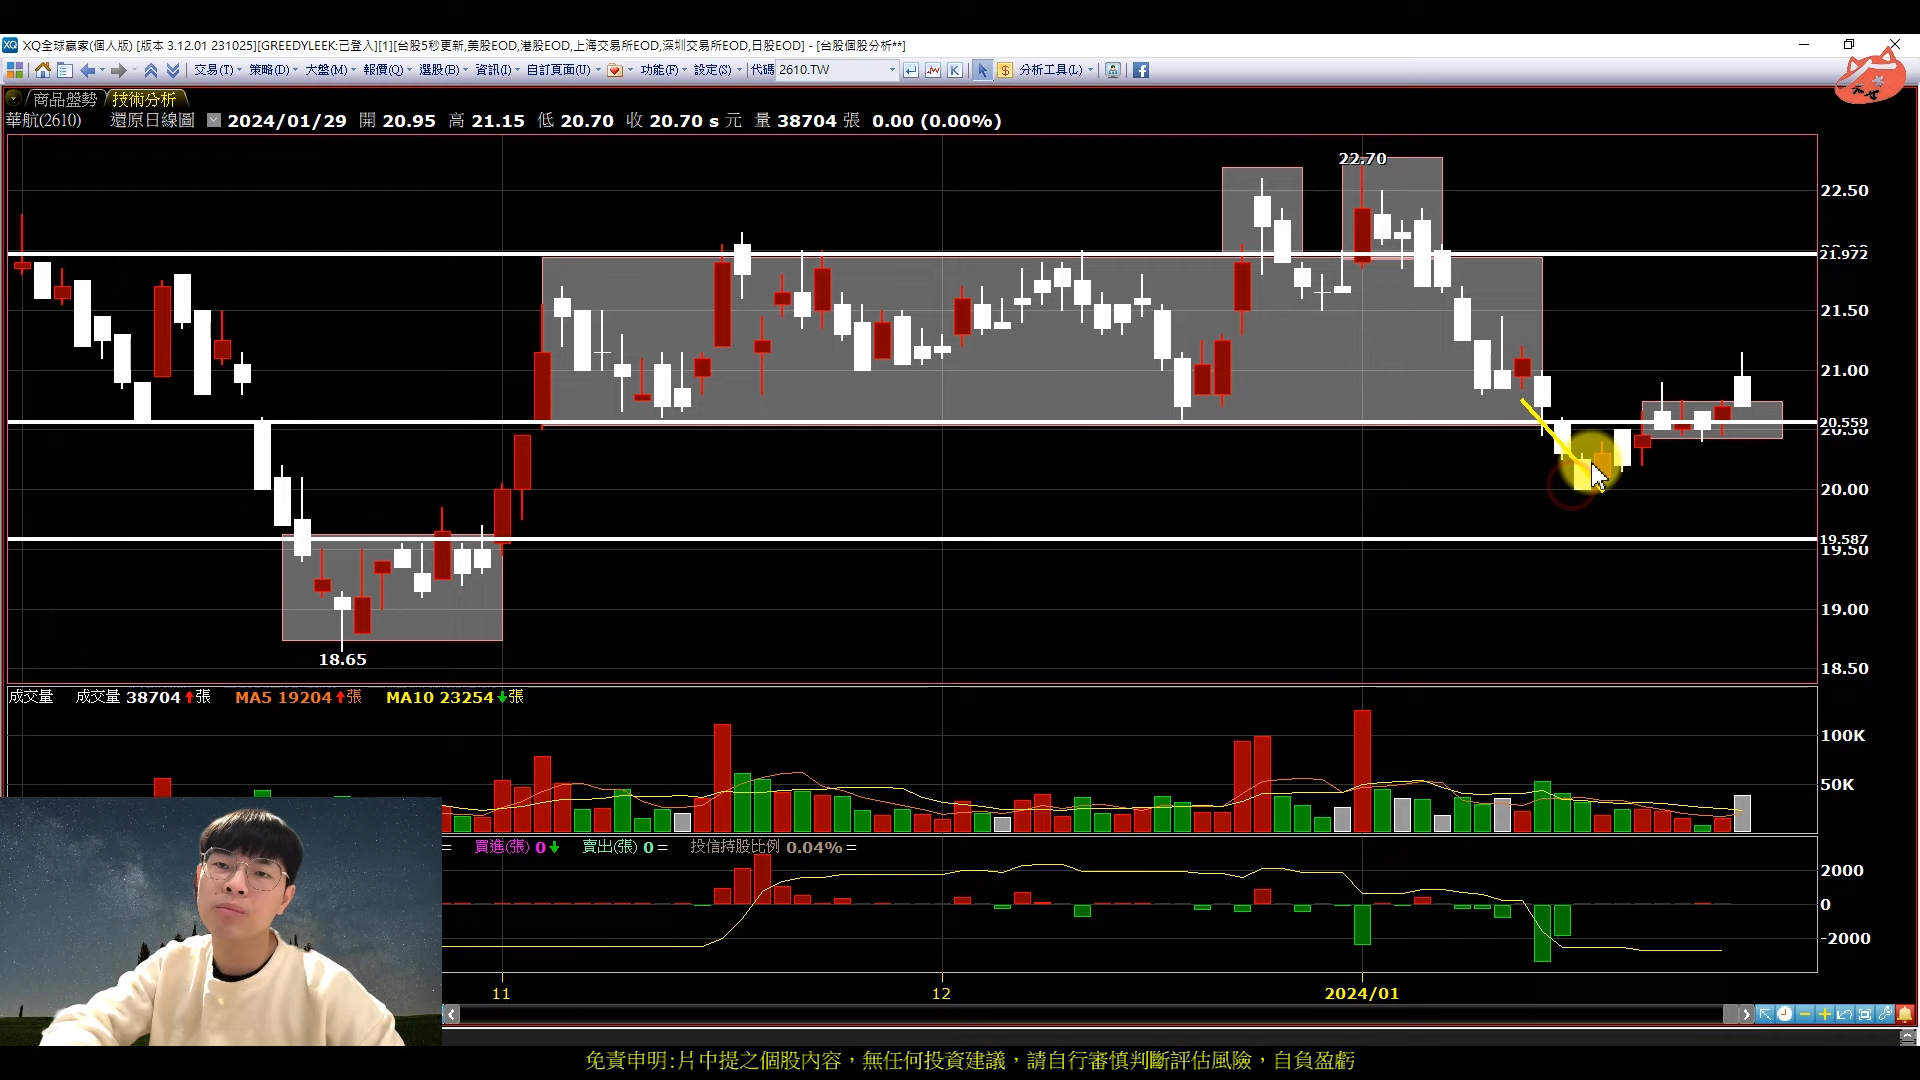 XQ全球贏家(個人版) [版本 3.12.01 231025][GREEDYLEEK:已登入][1][台股5秒更新,美股EOD,港股EOD,上海交易所EOD,深圳交易所EOD,日股EOD] - [台股個股分析**]
交易(T) 策略(D) 大盤(M) 報價(Q) 選股(B) 資訊(I) 自訂頁面(U) 功能(F) 設定(S) 代碼 2610.TW K $ 分析工具(L)
商品盤勢 技術分析
華航(2610) 還原日線圖 2024/01/29 開 20.95 高 21.15 低 20.70 收 20.70 s 元 量 38704 張 0.00 (0.00%)
22.70
22.50
21.972
21.50
21.00
20.559
20.50
20.00
19.587
19.50
19.00
18.65
18.50
成交量 成交量 38704 張 MA5 19204 張 MA10 23254 張
100K
50K
= 買進(張) 0 賣出(張) 0 = 投信持股比例 0.04% =
2000
0
-2000
11 12 2024/01
免責申明:片中提之個股內容，無任何投資建議，請自行審慎判斷評估風險，自負盈虧